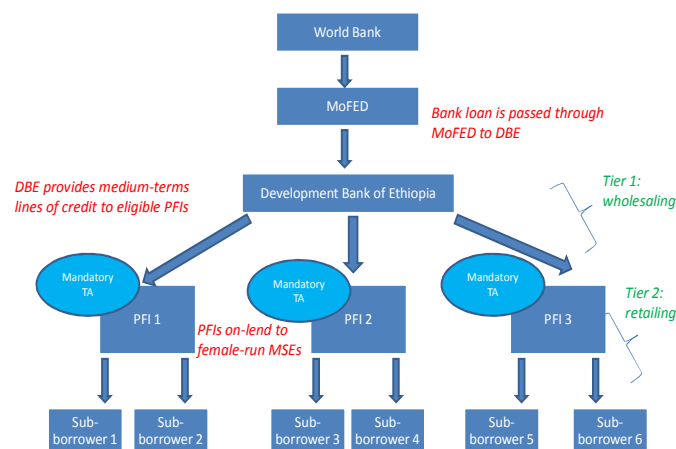 World Bank
MoFED
Bank loan is passed through
MoFED to DBE
DBE provides medium-terms
lines of credit to eligible PFIs
Development Bank of Ethiopia
Tier 1:
wholesaling
Mandatory
TA
Mandatory
TA
Mandatory
TA
PFI 1
PFI 2
PFI 3
Tier 2:
retailing
PFIs on-lend to
female-run MSEs
Sub-
borrower 1
Sub-
borrower 2
Sub-
borrower 3
Sub-
borrower 4
Sub-
borrower 5
Sub-
borrower 6